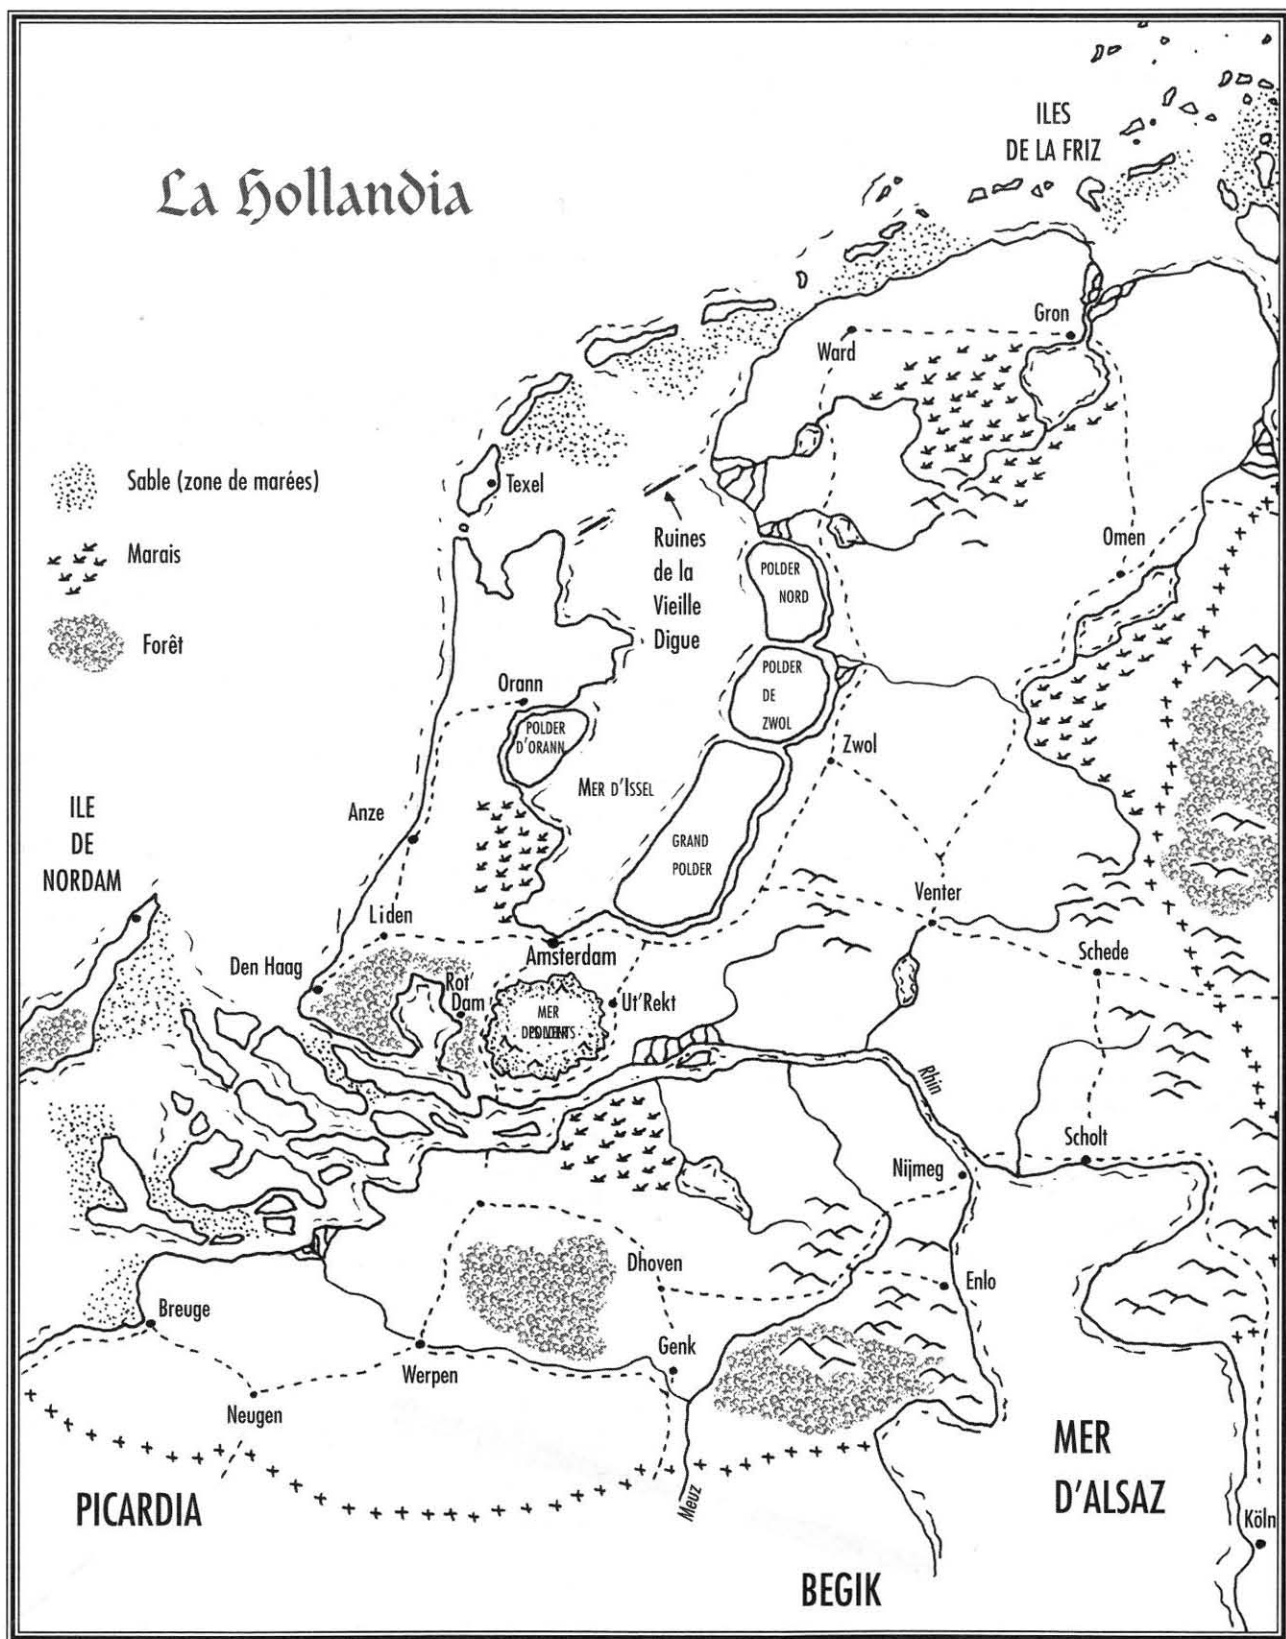 La Hollandia
ILES
DE LA FRIZ
Gron
Ward
Sable (zone de marées)
Texel
Marais
Ruines
de la
Vieille
Digue
Omen
POLDER
NORD
Forêt
POLDER
DE
ZWOL
Orann
POLDER
D'ORANN
Zwol
MER D'ISSEL
ILE
DE
NORDAM
Anze
GRAND
POLDER
Venter
Liden
Amsterdam
Schede
Den Haag
Rot
Dam
Ut'Rekt
MER
Rhin
Scholt
Nijmeg
Dhoven
Enlo
Breuge
Genk
Werpen
Neugen
MER
D'ALSAZ
PICARDIA
Meuz
Köln
BEGIK